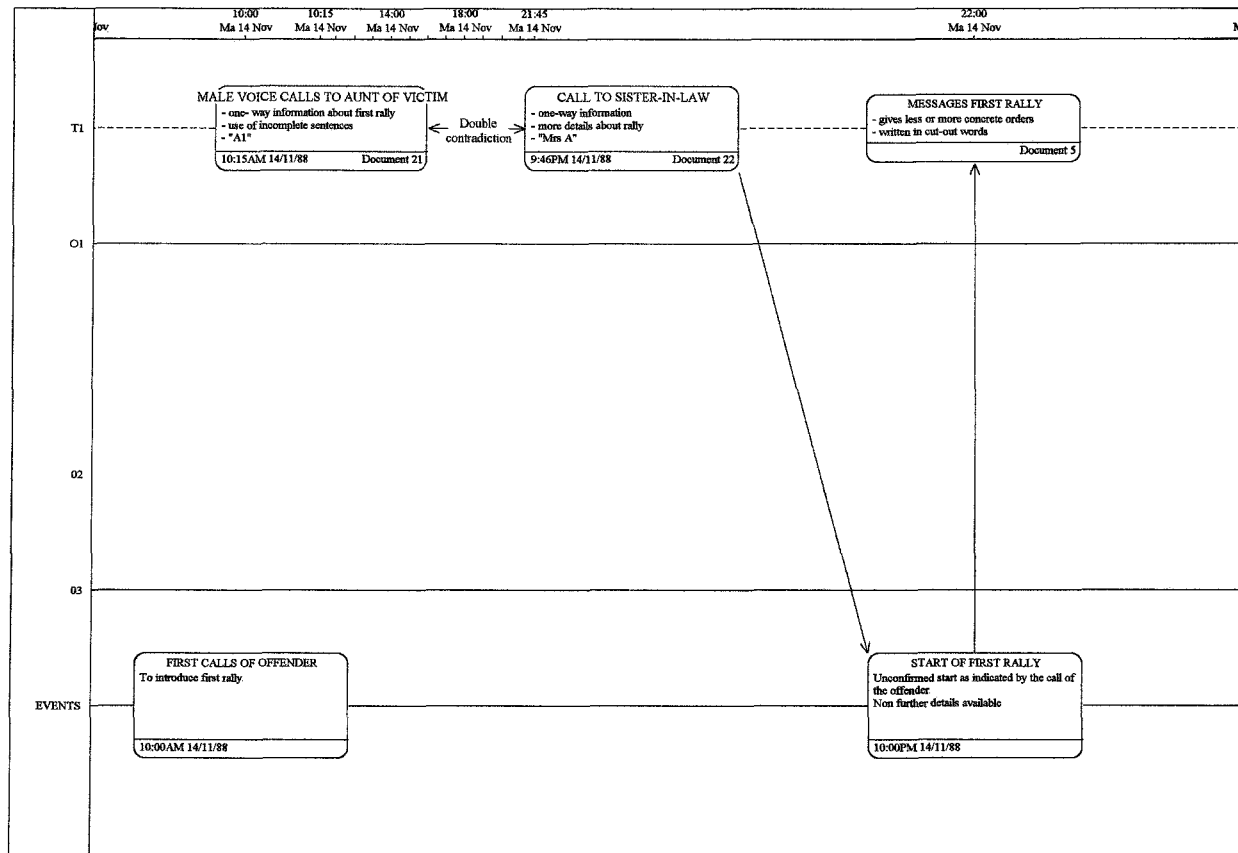 10:00 10:15 14:00 18:00 21:45 22:00
Nov Ma 14 Nov Ma 14 Nov Ma 14 Nov Ma 14 Nov Ma 14 Nov Ma 14 Nov M
T1
MALE VOICE CALLS TO AUNT OF VICTIM
- one- way information about first rally
- use of incomplete sentences
- "A1"
10:15AM 14/11/88 Document 21
Double
contradiction
CALL TO SISTER-IN-LAW
- one-way information
- more details about rally
- "Mrs A"
9:46PM 14/11/88 Document 22
MESSAGES FIRST RALLY
- gives less or more concrete orders
- written in cut-out words
Document 5
O1
02
03
EVENTS
FIRST CALLS OF OFFENDER
To introduce first rally.
10:00AM 14/11/88
START OF FIRST RALLY
Unconfirmed start as indicated by the call of
the offender
Non further details available
10:00PM 14/11/88